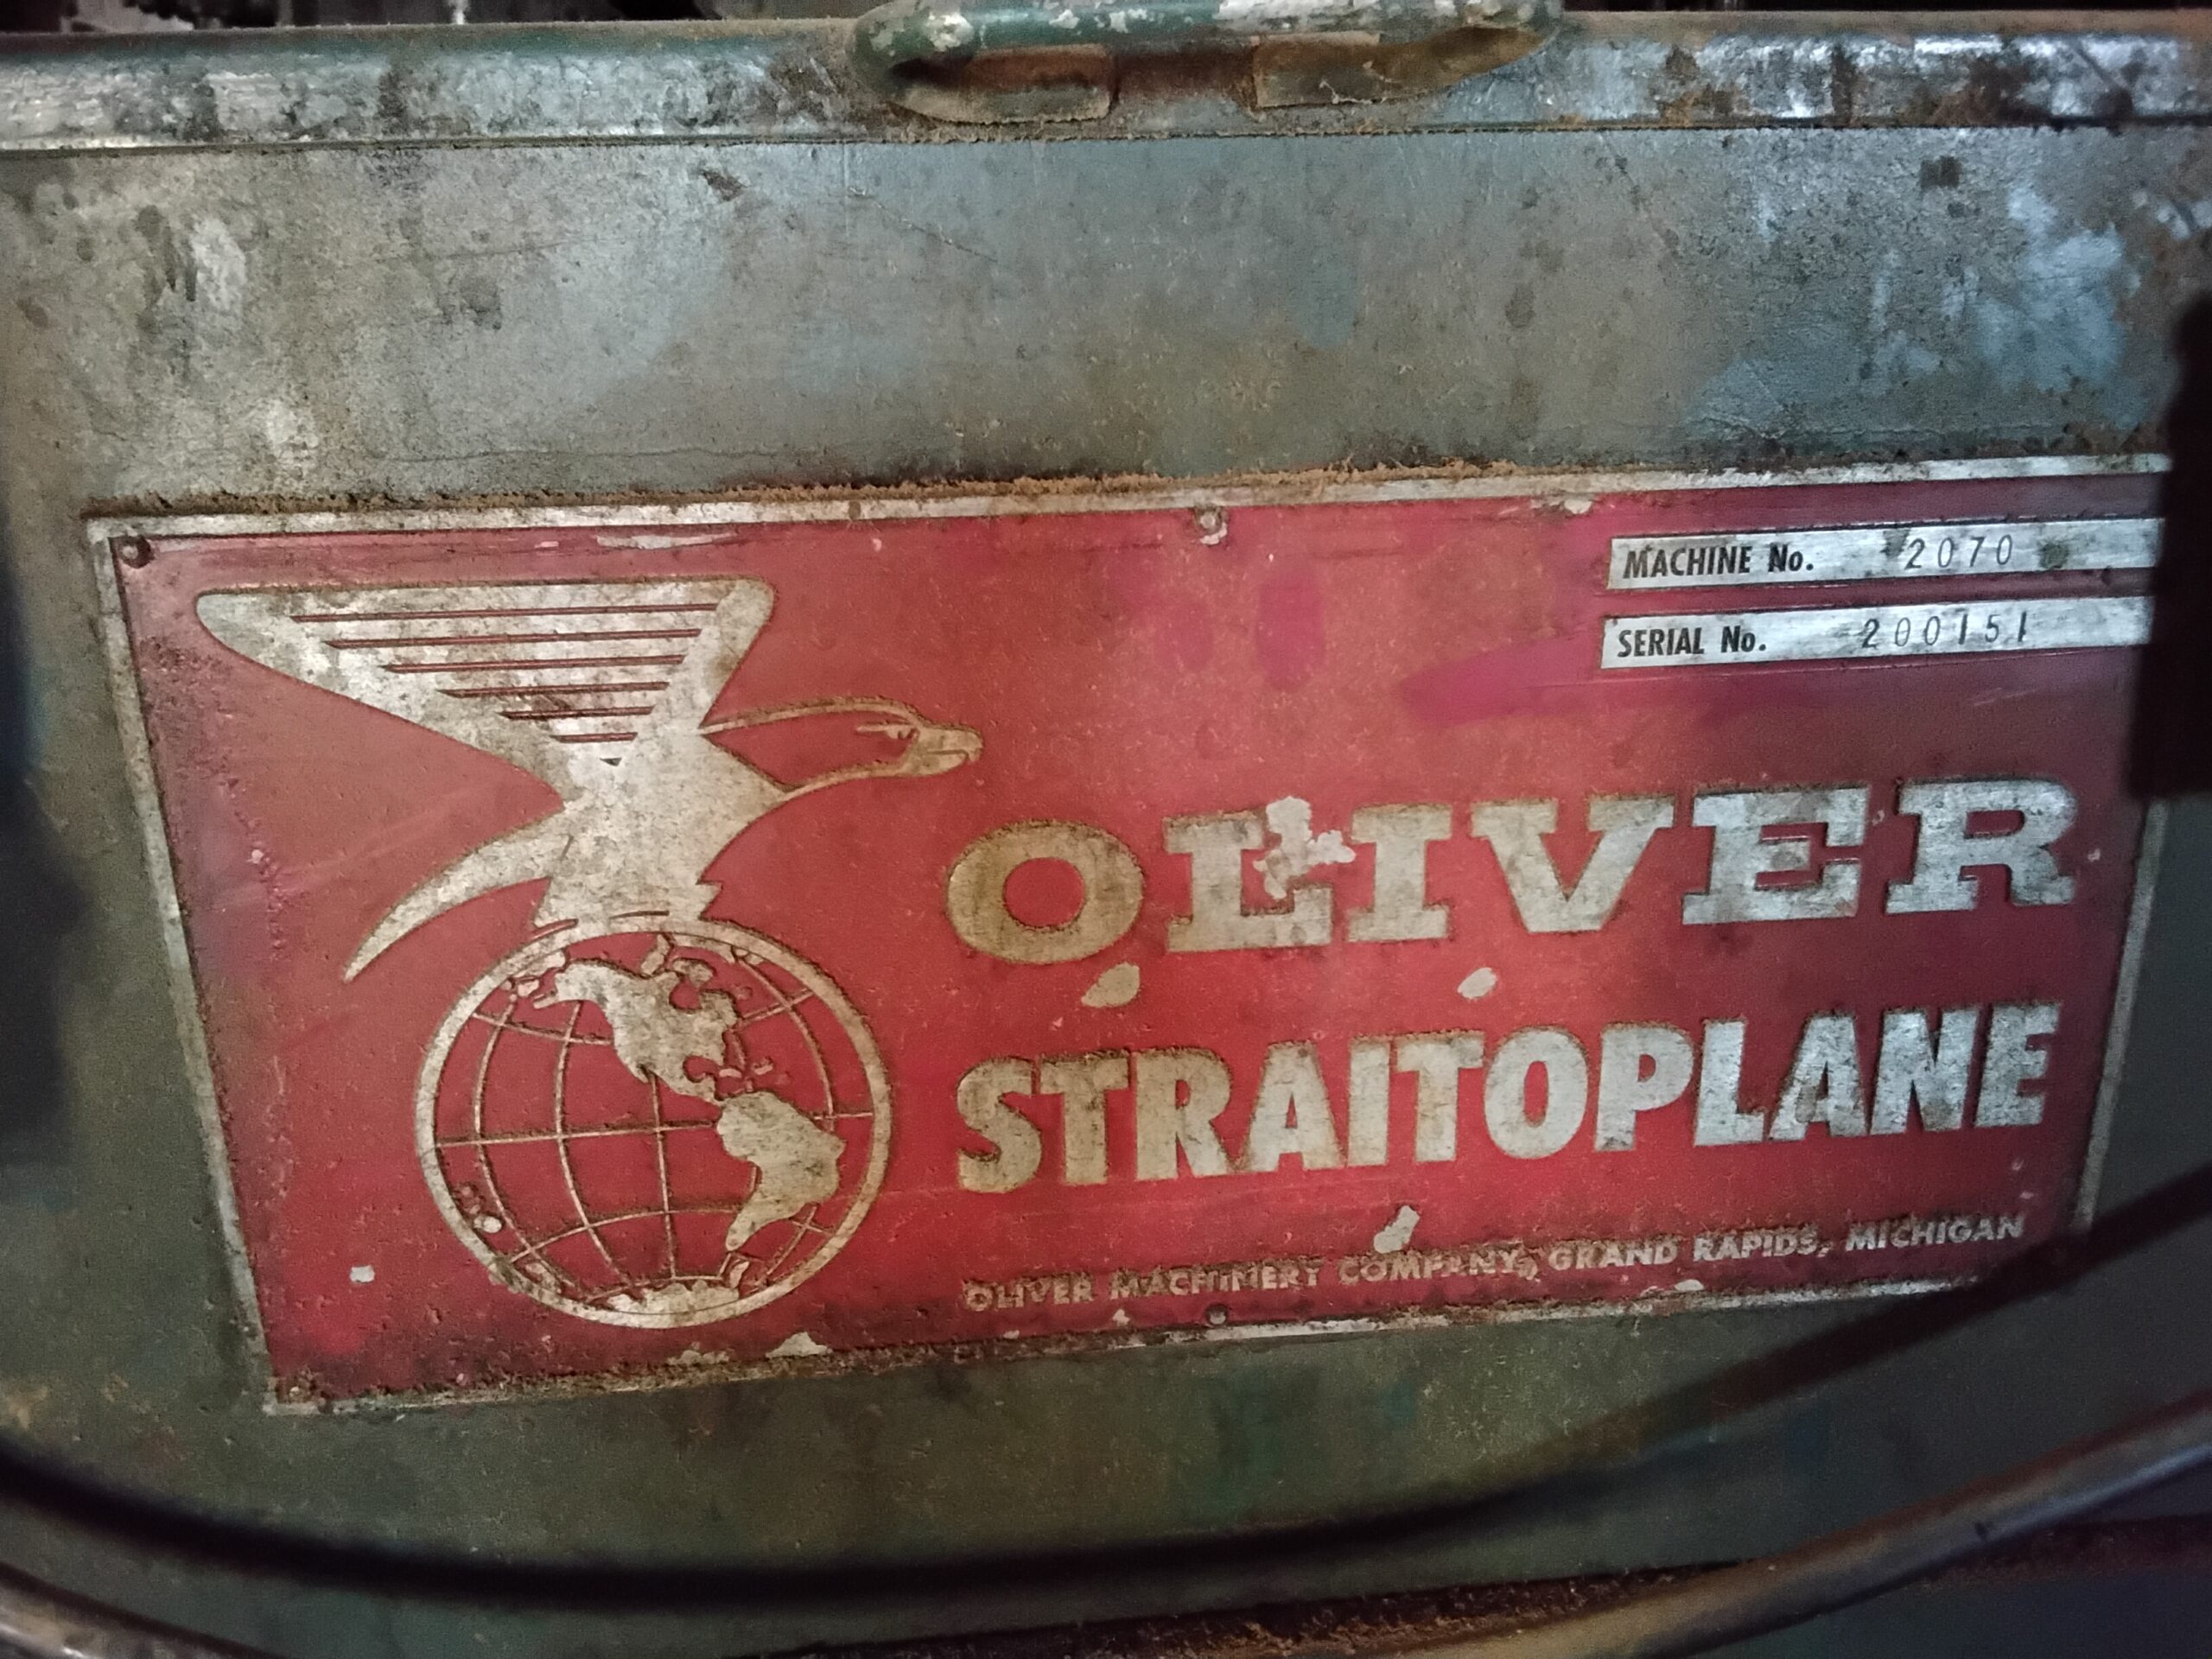 MACHINE No. 2070
SERIAL No. 200151
OLIVER
STRAITOPLANE
OLIVER MACHINERY COMPANY, GRAND RAPIDS, MICHIGAN